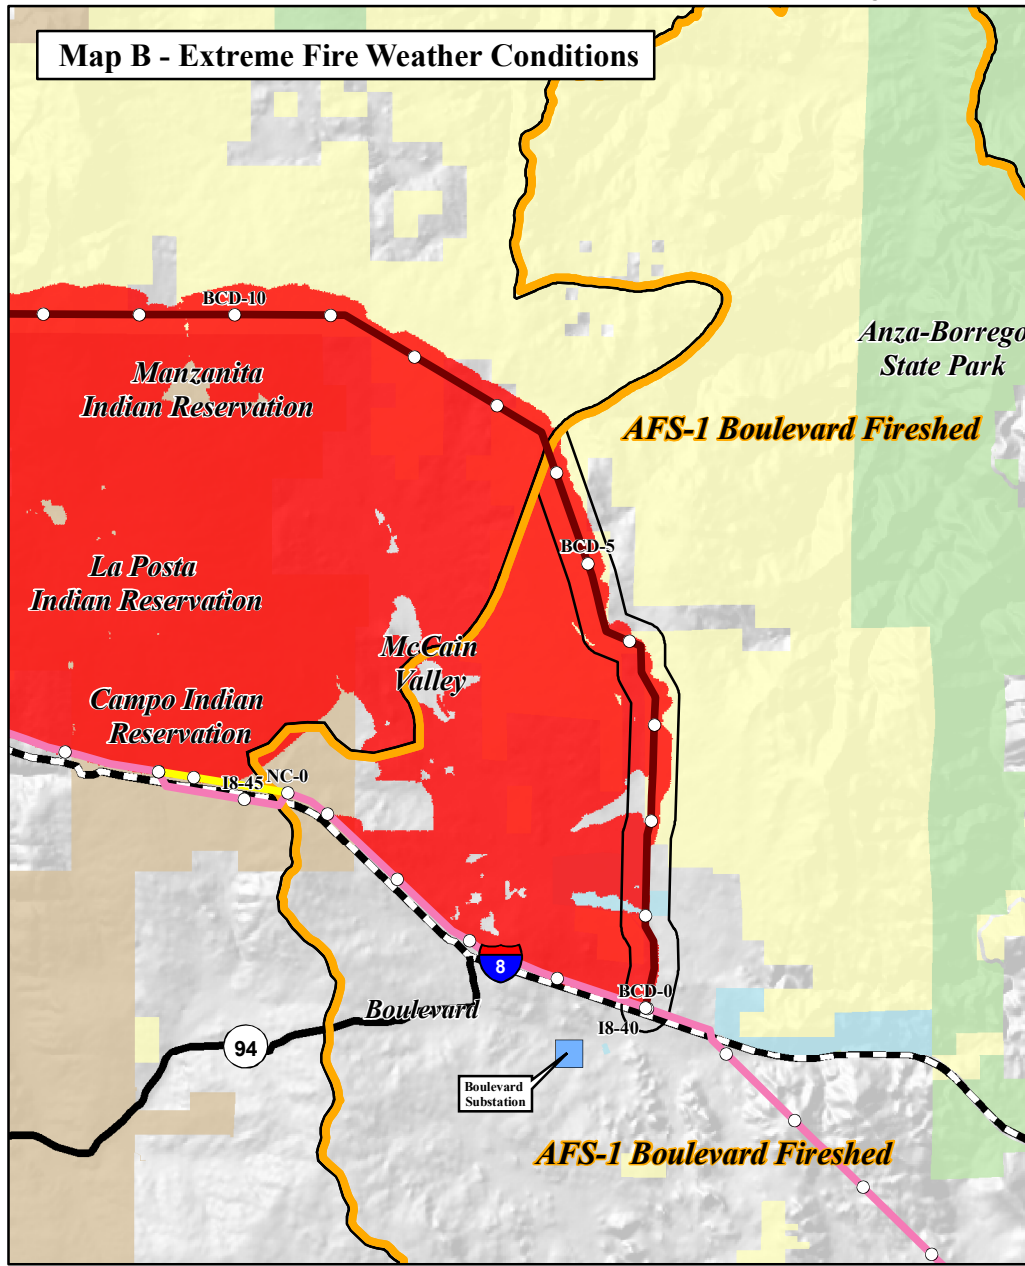 Map B - Extreme Fire Weather Conditions
BCD-10
Anza-Borrego
State Park
Manzanita
Indian Reservation
AFS-1 Boulevard Fireshed
BCD-5
La Posta
Indian Reservation
McCain
Valley
Campo Indian
Reservation
I8-45
NC-0
8
BCD-0
Boulevard
I8-40
94
Boulevard
Substation
AFS-1 Boulevard Fireshed